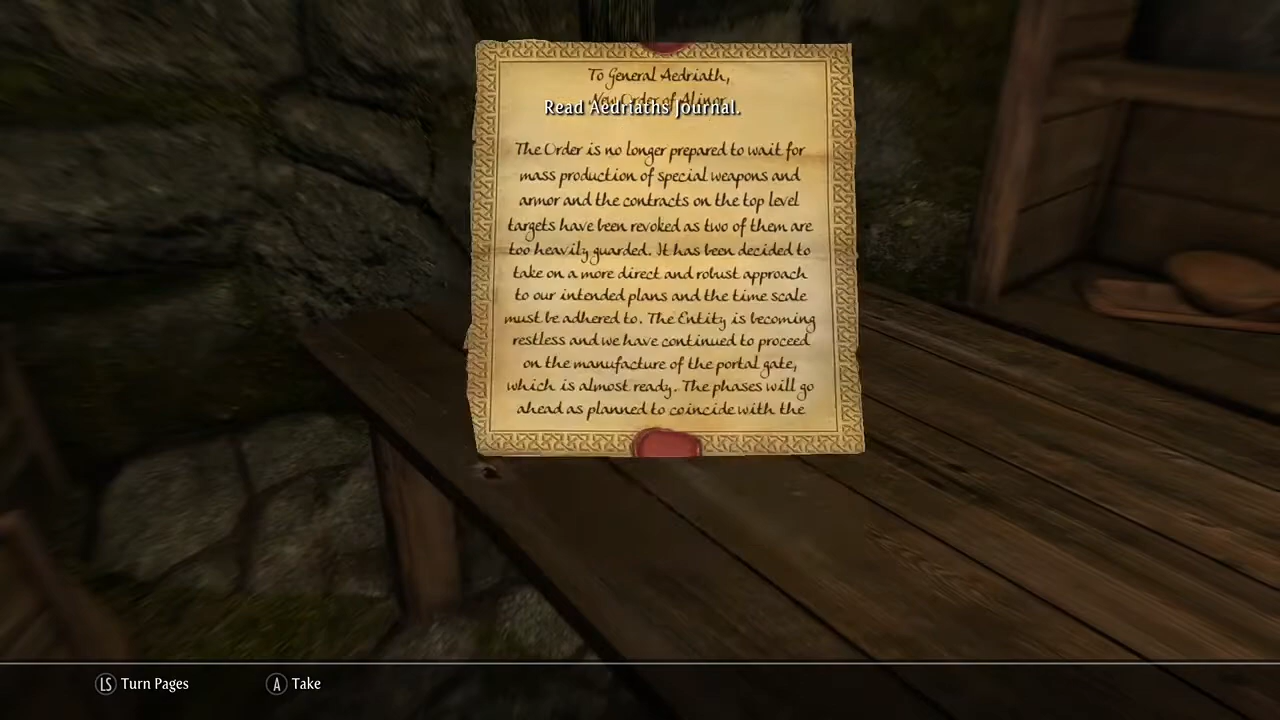 To General Aedriath,
New Order of Alinor
Read Aedriaths Journal.
The Order is no longer prepared to wait for
mass production of special weapons and
armor and the contracts on the top level
targets have been revoked as two of them are
too heavily guarded. It has been decided to
take on a more direct and robust approach
to our intended plans and the time scale
must be adhered to. The Entity is becoming
restless and we have continued to proceed
on the manufacture of the portal gate,
which is almost ready. The phases will go
ahead as planned to coincide with the
LS Turn Pages
A Take